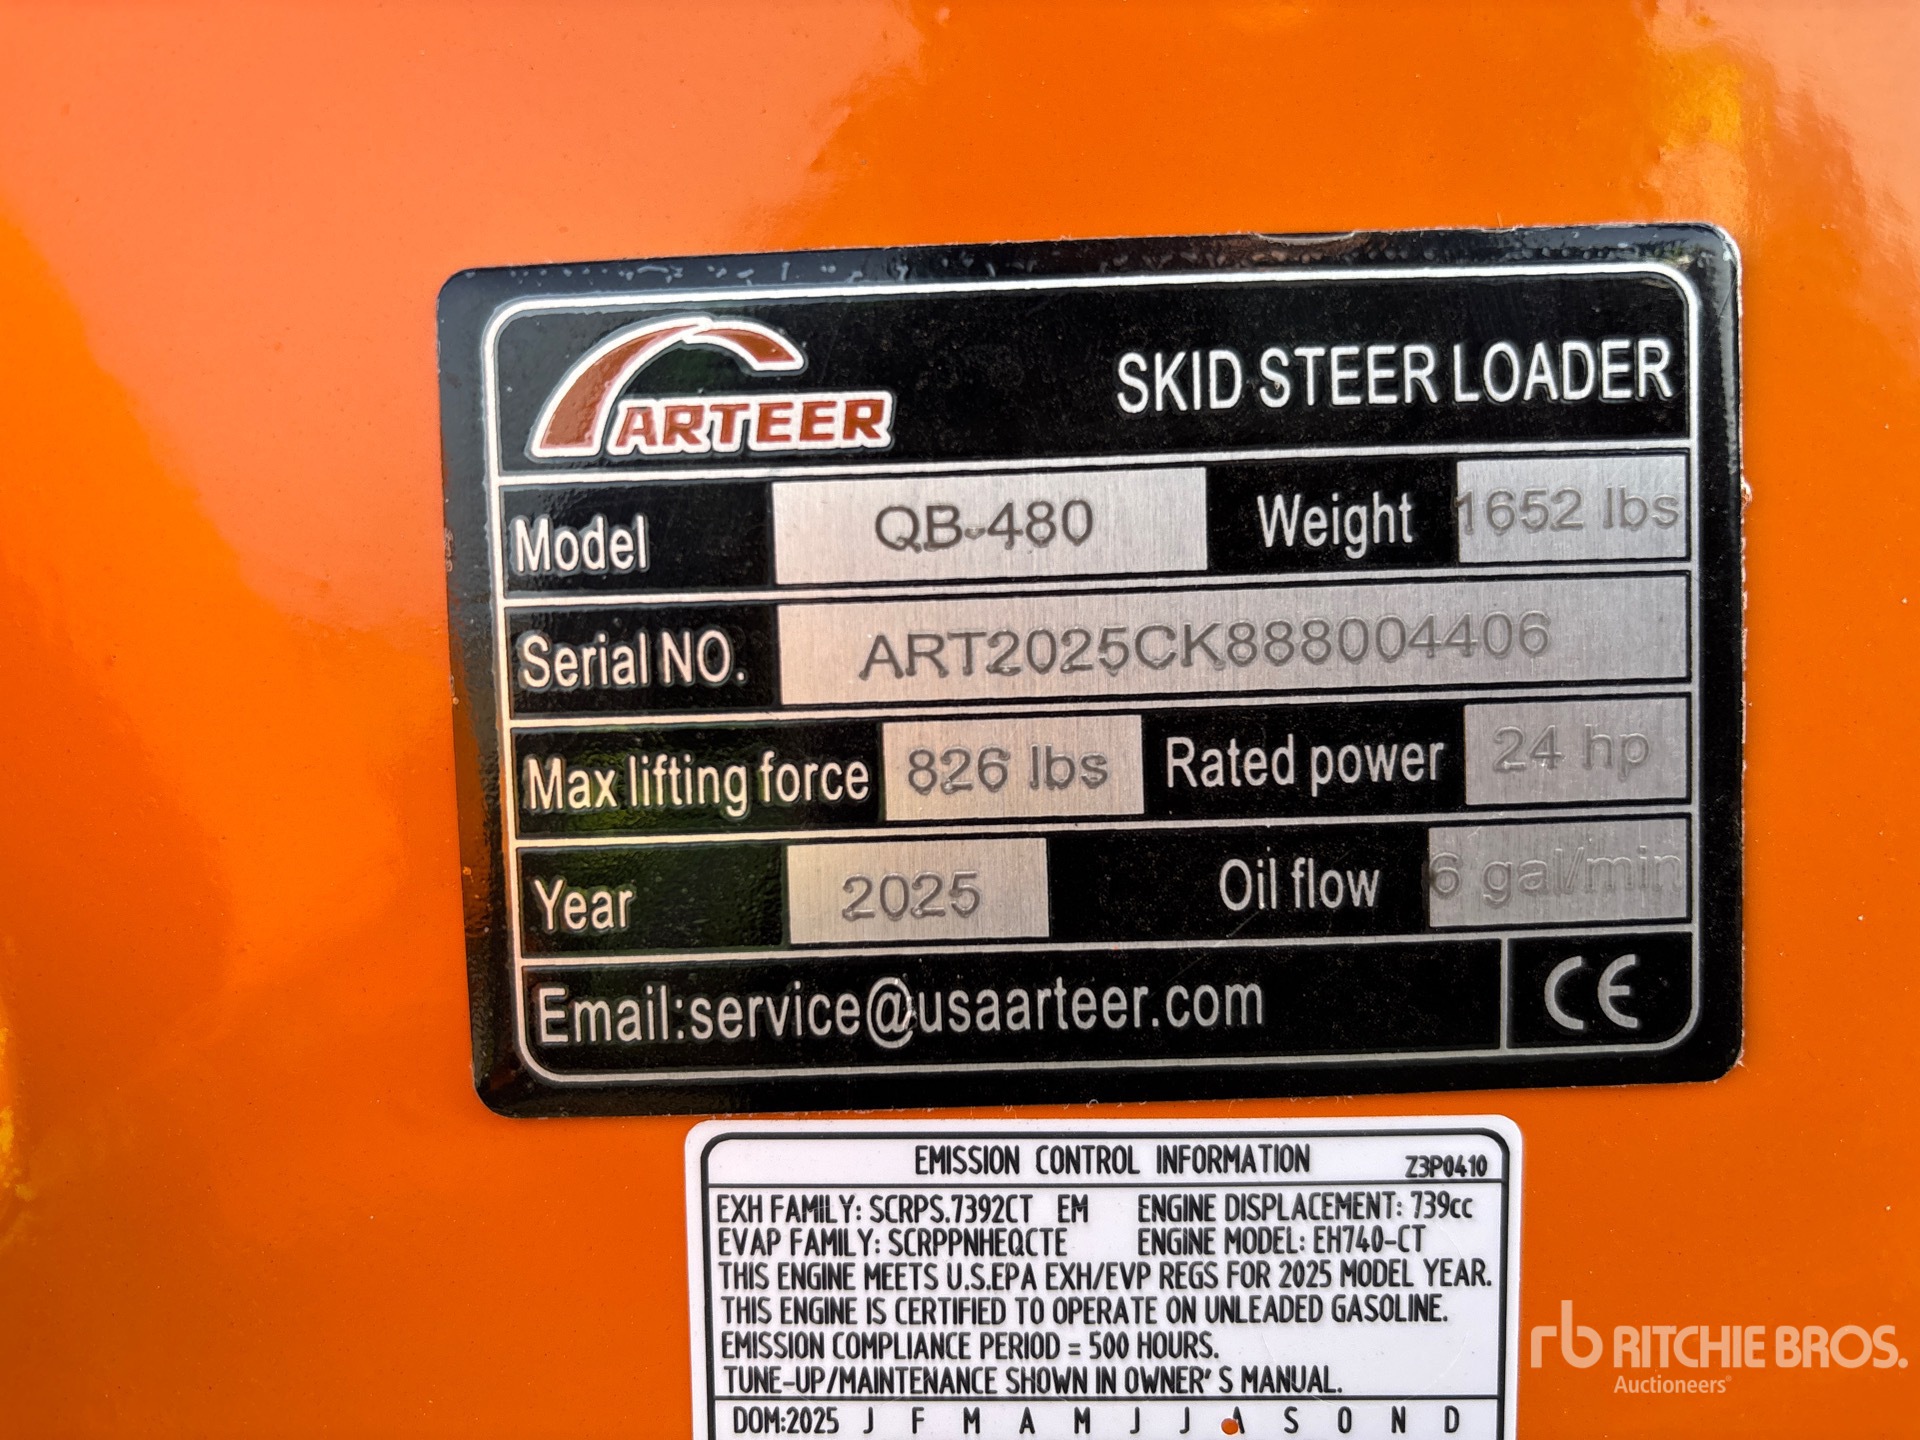 ARTEER SKID STEER LOADER
Model QB-480 Weight 1652 lbs
Serial NO. ART2025CK888004406
Max lifting force 826 lbs Rated power 24 hp
Year 2025 Oil flow 6 gal/min
Email:service@usaarteer.com CE
EMISSION CONTROL INFORMATION Z3P0410
EXH FAMILY: SCRPS.7392CT EM ENGINE DISPLACEMENT: 739cc
EVAP FAMILY: SCRPPNHEQCTE ENGINE MODEL: EH740-CT
THIS ENGINE MEETS U.S.EPA EXH/EVP REGS FOR 2025 MODEL YEAR.
THIS ENGINE IS CERTIFIED TO OPERATE ON UNLEADED GASOLINE.
EMISSION COMPLIANCE PERIOD = 500 HOURS.
TUNE-UP/MAINTENANCE SHOWN IN OWNER' S MANUAL.
DOM:2025 J F M A M J J A S O N D
rb RITCHIE BROS.
Auctioneers